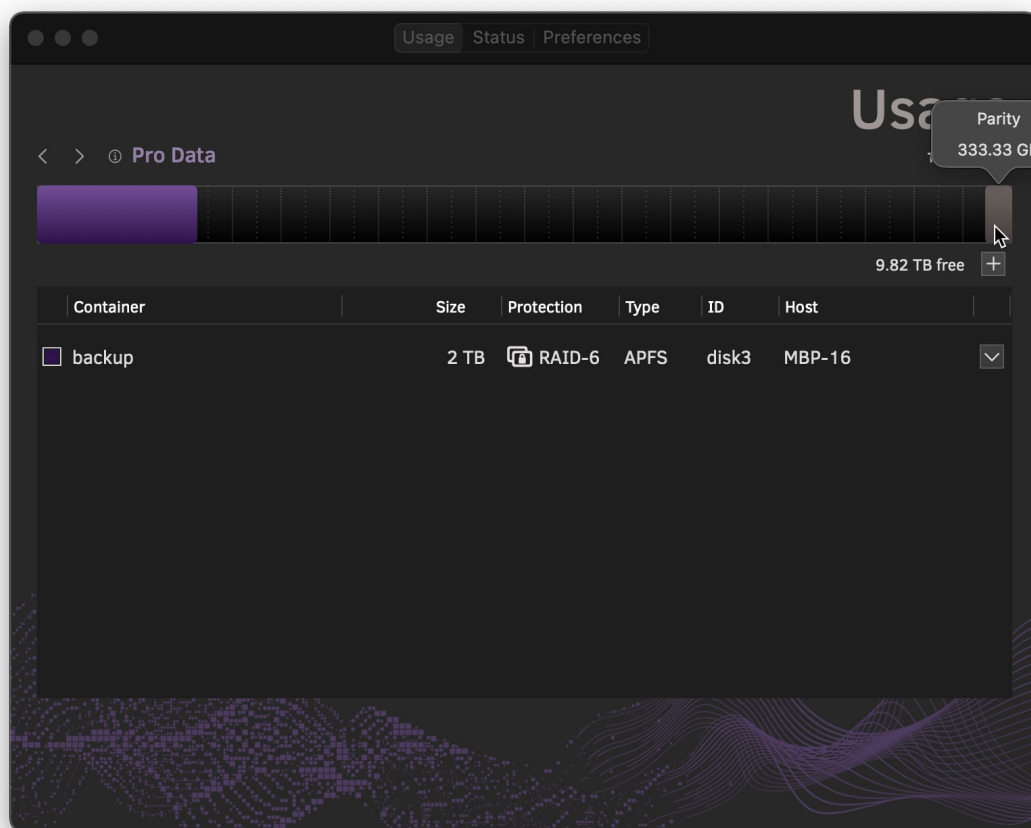 Usage Status Preferences
Parity
333.33
Pro Data
9.82 TB free
Container Size Protection Type ID Host
backup 2 TB RAID-6 APFS disk3 MBP-16